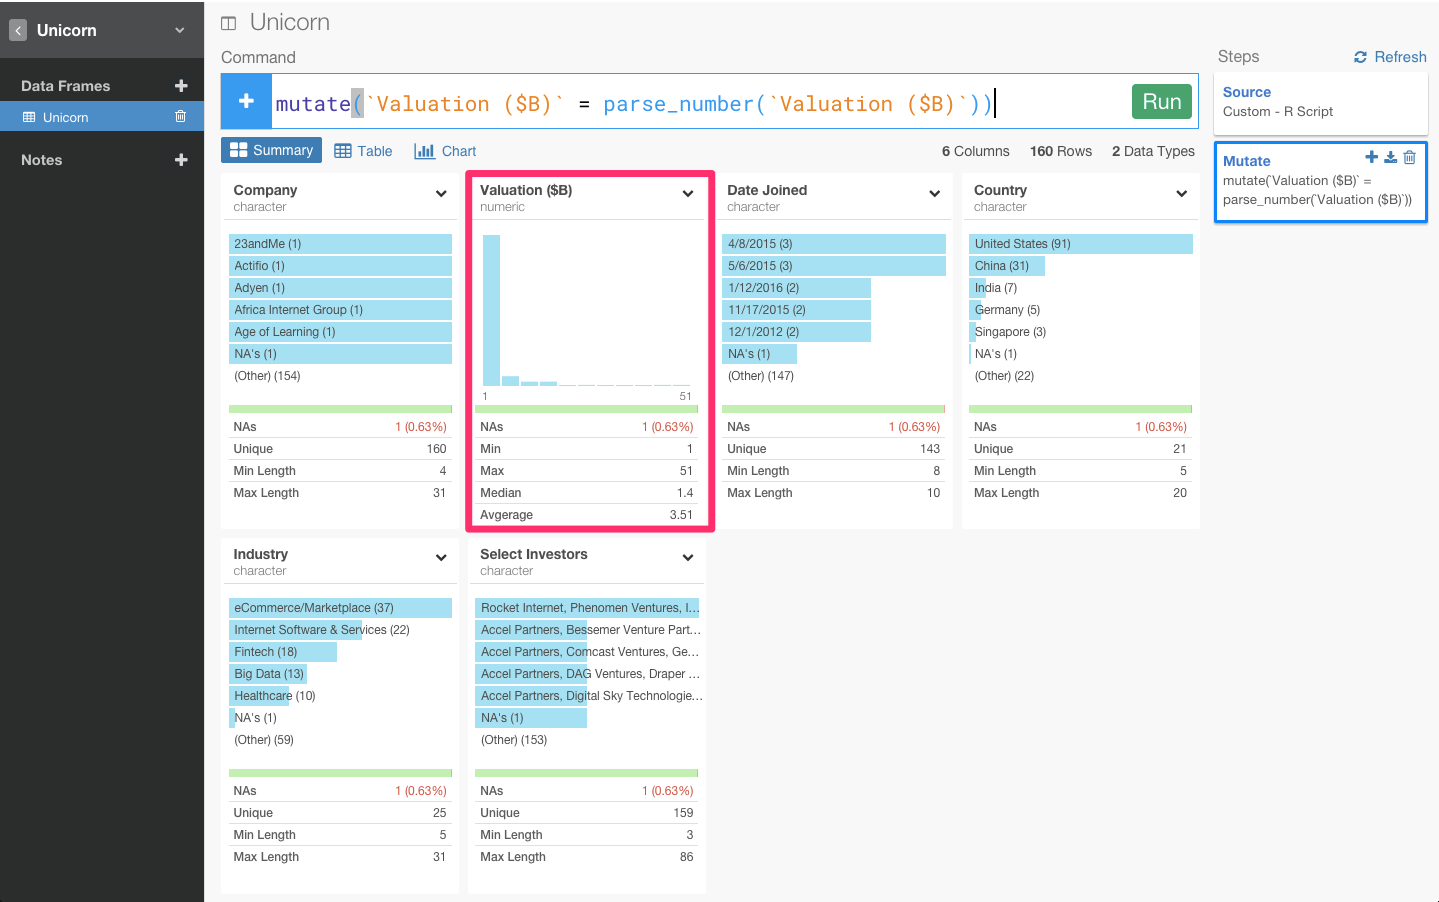 Unicorn
Data Frames
Unicorn
Notes
Unicorn
Command
mutate(`Valuation ($B)` = parse_number(`Valuation ($B)`))
Run
Summary
Table
Chart
6 Columns
160 Rows
2 Data Types
Company
character
23andMe (1)
Actifio (1)
Adyen (1)
Africa Internet Group (1)
Age of Learning (1)
NA's (1)
(Other) (154)
NAs 1 (0.63%)
Unique 160
Min Length 4
Max Length 31
Valuation ($B)
numeric
1 51
NAs 1 (0.63%)
Min 1
Max 51
Median 1.4
Avgerage 3.51
Date Joined
character
4/8/2015 (3)
5/6/2015 (3)
1/12/2016 (2)
11/17/2015 (2)
12/1/2012 (2)
NA's (1)
(Other) (147)
NAs 1 (0.63%)
Unique 143
Min Length 8
Max Length 10
Country
character
United States (91)
China (31)
India (7)
Germany (5)
Singapore (3)
NA's (1)
(Other) (22)
NAs 1 (0.63%)
Unique 21
Min Length 5
Max Length 20
Industry
character
eCommerce/Marketplace (37)
Internet Software & Services (22)
Fintech (18)
Big Data (13)
Healthcare (10)
NA's (1)
(Other) (59)
NAs 1 (0.63%)
Unique 25
Min Length 5
Max Length 31
Select Investors
character
Rocket Internet, Phenomen Ventures, I...
Accel Partners, Bessemer Venture Part...
Accel Partners, Comcast Ventures, Ge...
Accel Partners, DAG Ventures, Draper ...
Accel Partners, Digital Sky Technologie...
NA's (1)
(Other) (153)
NAs 1 (0.63%)
Unique 159
Min Length 3
Max Length 86
Steps
Refresh
Source
Custom - R Script
Mutate
mutate(`Valuation ($B)` =
parse_number(`Valuation ($B)`))